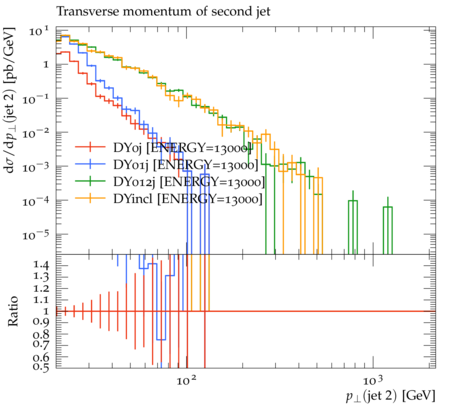 Transverse momentum of second jet
dσ/dp⊥(jet 2) [pb/GeV]
10¹
1
10⁻¹
10⁻²
10⁻³
10⁻⁴
10⁻⁵
DY0j [ENERGY=13000]
DY01j [ENERGY=13000]
DY012j [ENERGY=13000]
DYincl [ENERGY=13000]
Ratio
1.4
1.3
1.2
1.1
1
0.9
0.8
0.7
0.6
0.5
10² 10³
p⊥(jet 2) [GeV]